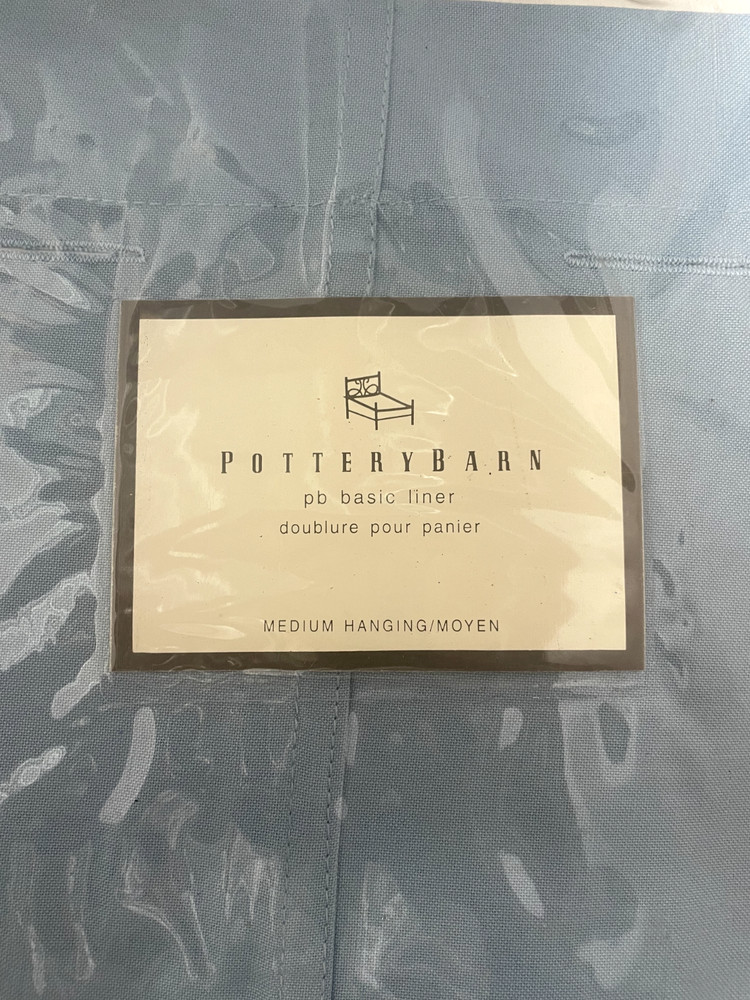 POTTERYBARN
pb basic liner
doublure pour panier
MEDIUM HANGING/MOYEN